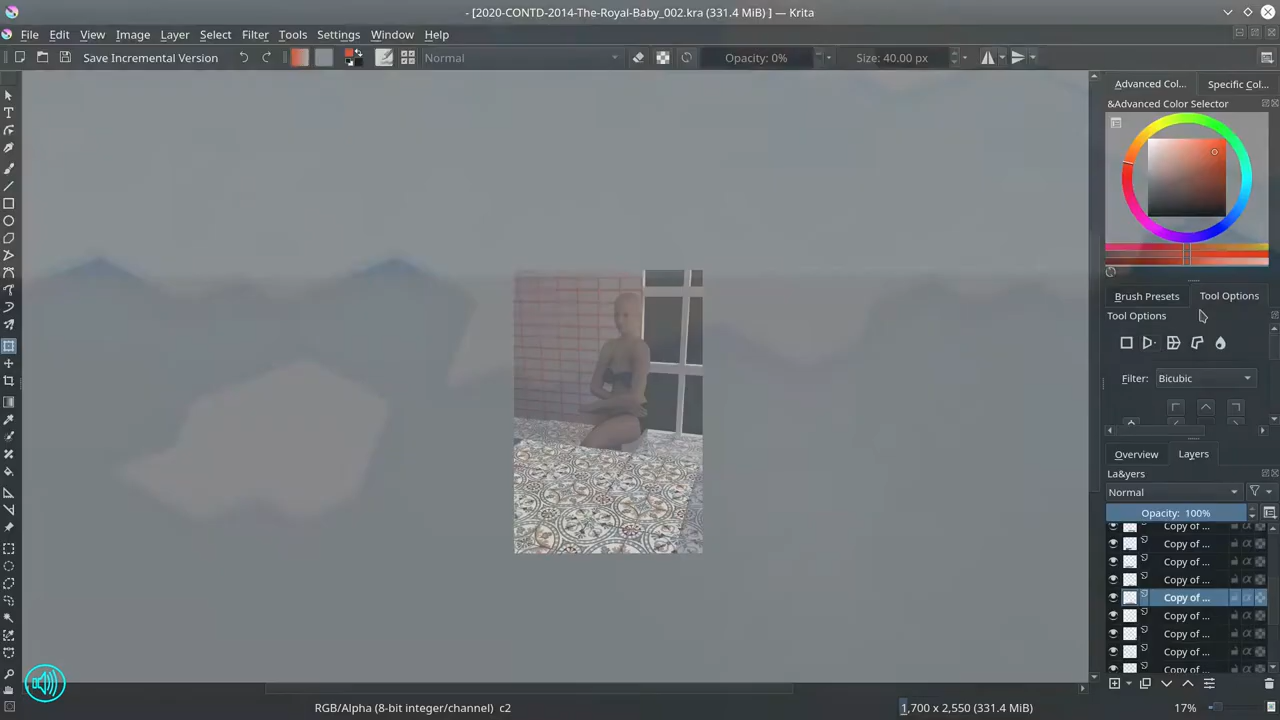 - [2020-CONTD-2014-The-Royal-Baby_002.kra (331.4 MiB) ] — Krita
File Edit View Image Layer Select Filter Tools Settings Window Help
Save Incremental Version Normal Opacity: 0% Size: 40.00 px
Advanced Col... Specific Col...
&Advanced Color Selector
Brush Presets Tool Options
Tool Options
Filter: Bicubic
Overview Layers
La&yers
Normal
Opacity: 100%
Copy of ...
Copy of ...
Copy of ...
Copy of ...
Copy of ...
Copy of ...
Copy of ...
Copy of ...
Copy of ...
RGB/Alpha (8-bit integer/channel) c2 1,700 x 2,550 (331.4 MiB) 17%